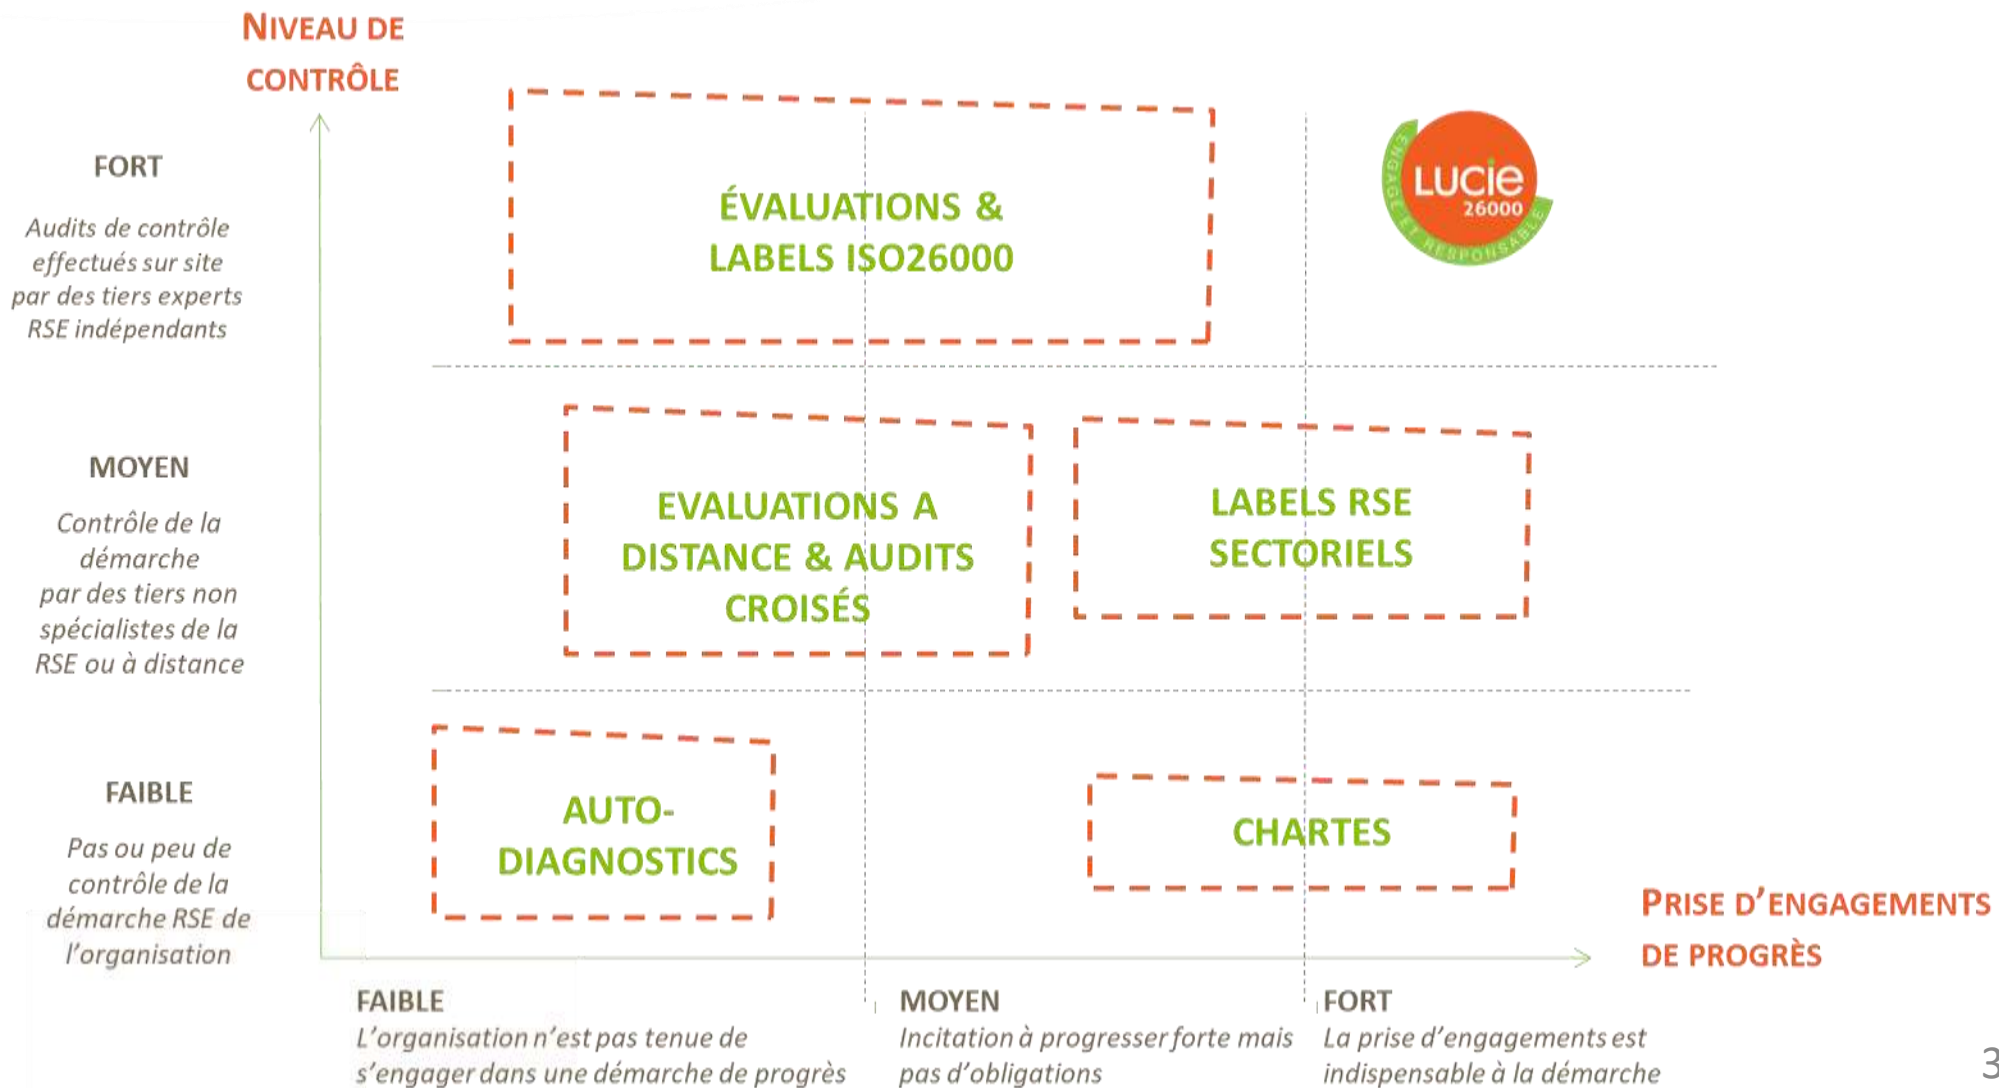 NIVEAU DE
CONTRÔLE
FORT
Audits de contrôle
effectués sur site
par des tiers experts
RSE indépendants
ÉVALUATIONS &
LABELS ISO26000
ENGAGÉ ET RESPONSABLE
LUCIE
26000
MOYEN
Contrôle de la
démarche
par des tiers non
spécialistes de la
RSE ou à distance
EVALUATIONS A
DISTANCE & AUDITS
CROISÉS
LABELS RSE
SECTORIELS
FAIBLE
Pas ou peu de
contrôle de la
démarche RSE de
l'organisation
AUTO-
DIAGNOSTICS
CHARTES
PRISE D'ENGAGEMENTS
DE PROGRÈS
FAIBLE
L'organisation n'est pas tenue de
s'engager dans une démarche de progrès
MOYEN
Incitation à progresser forte mais
pas d'obligations
FORT
La prise d'engagements est
indispensable à la démarche
3